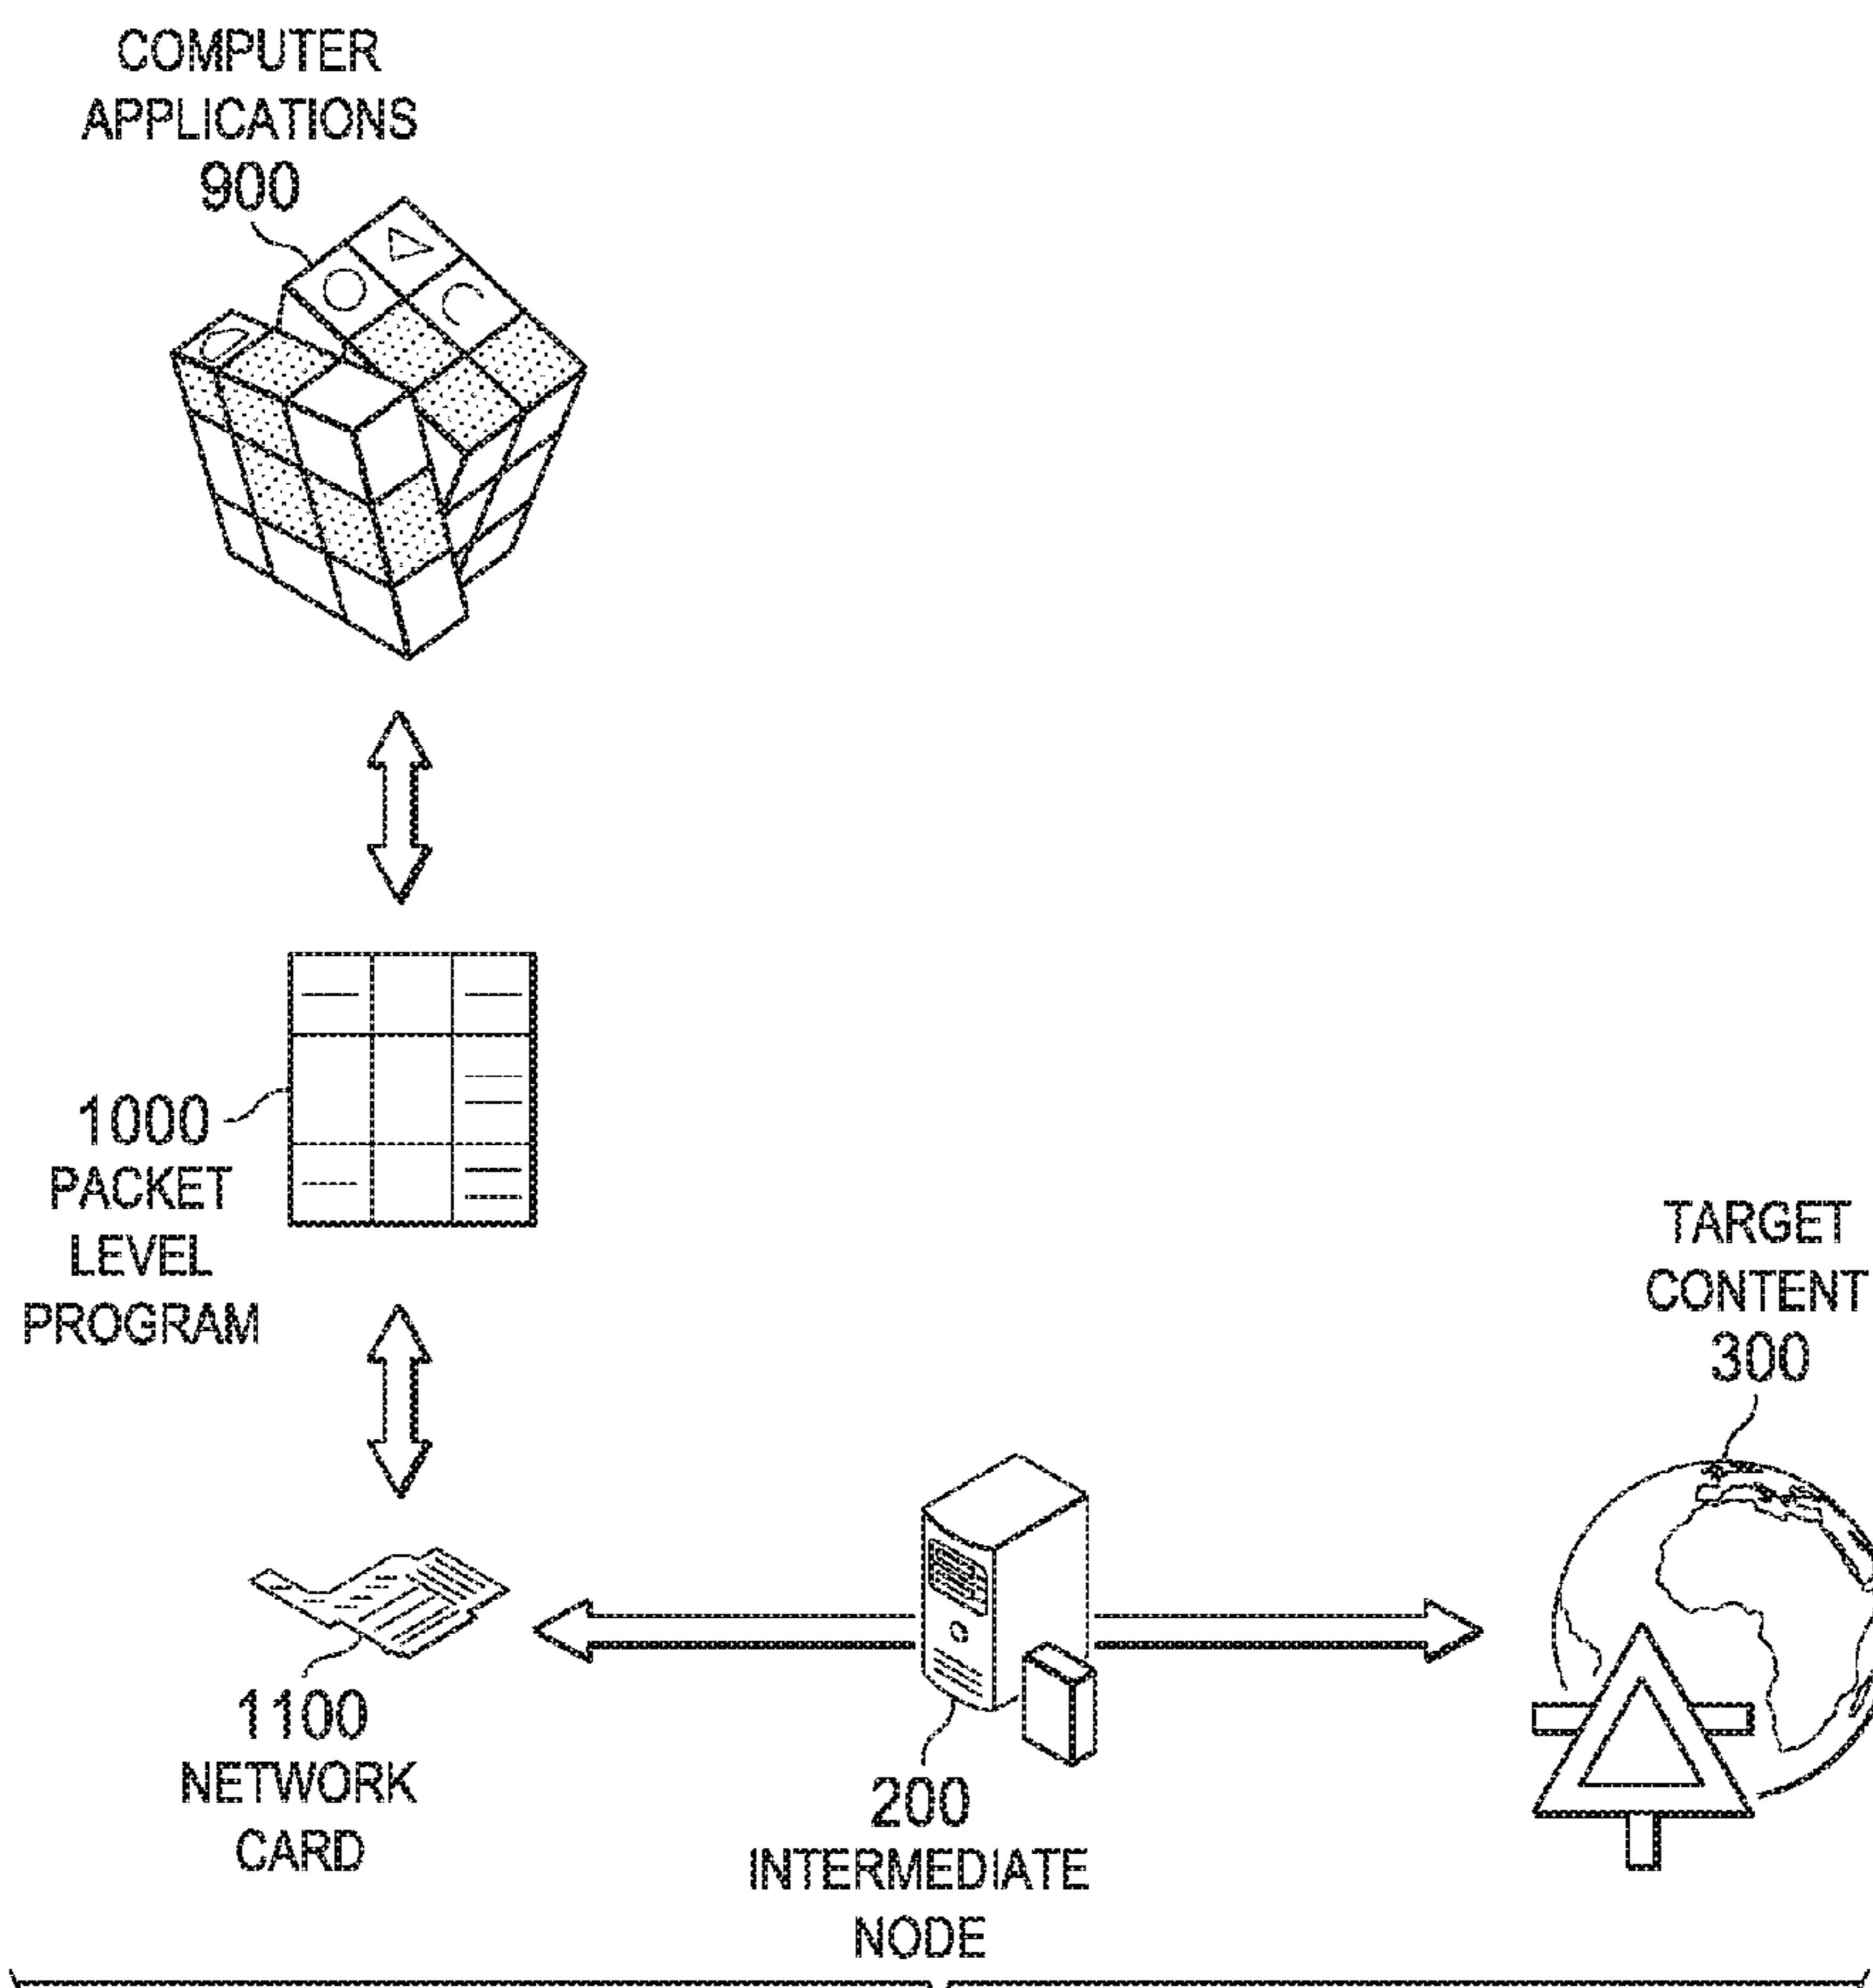 COMPUTER
APPLICATIONS
900
1000
PACKET
LEVEL
PROGRAM
TARGET
CONTENT
300
1100
NETWORK
CARD
200
INTERMEDIATE
NODE